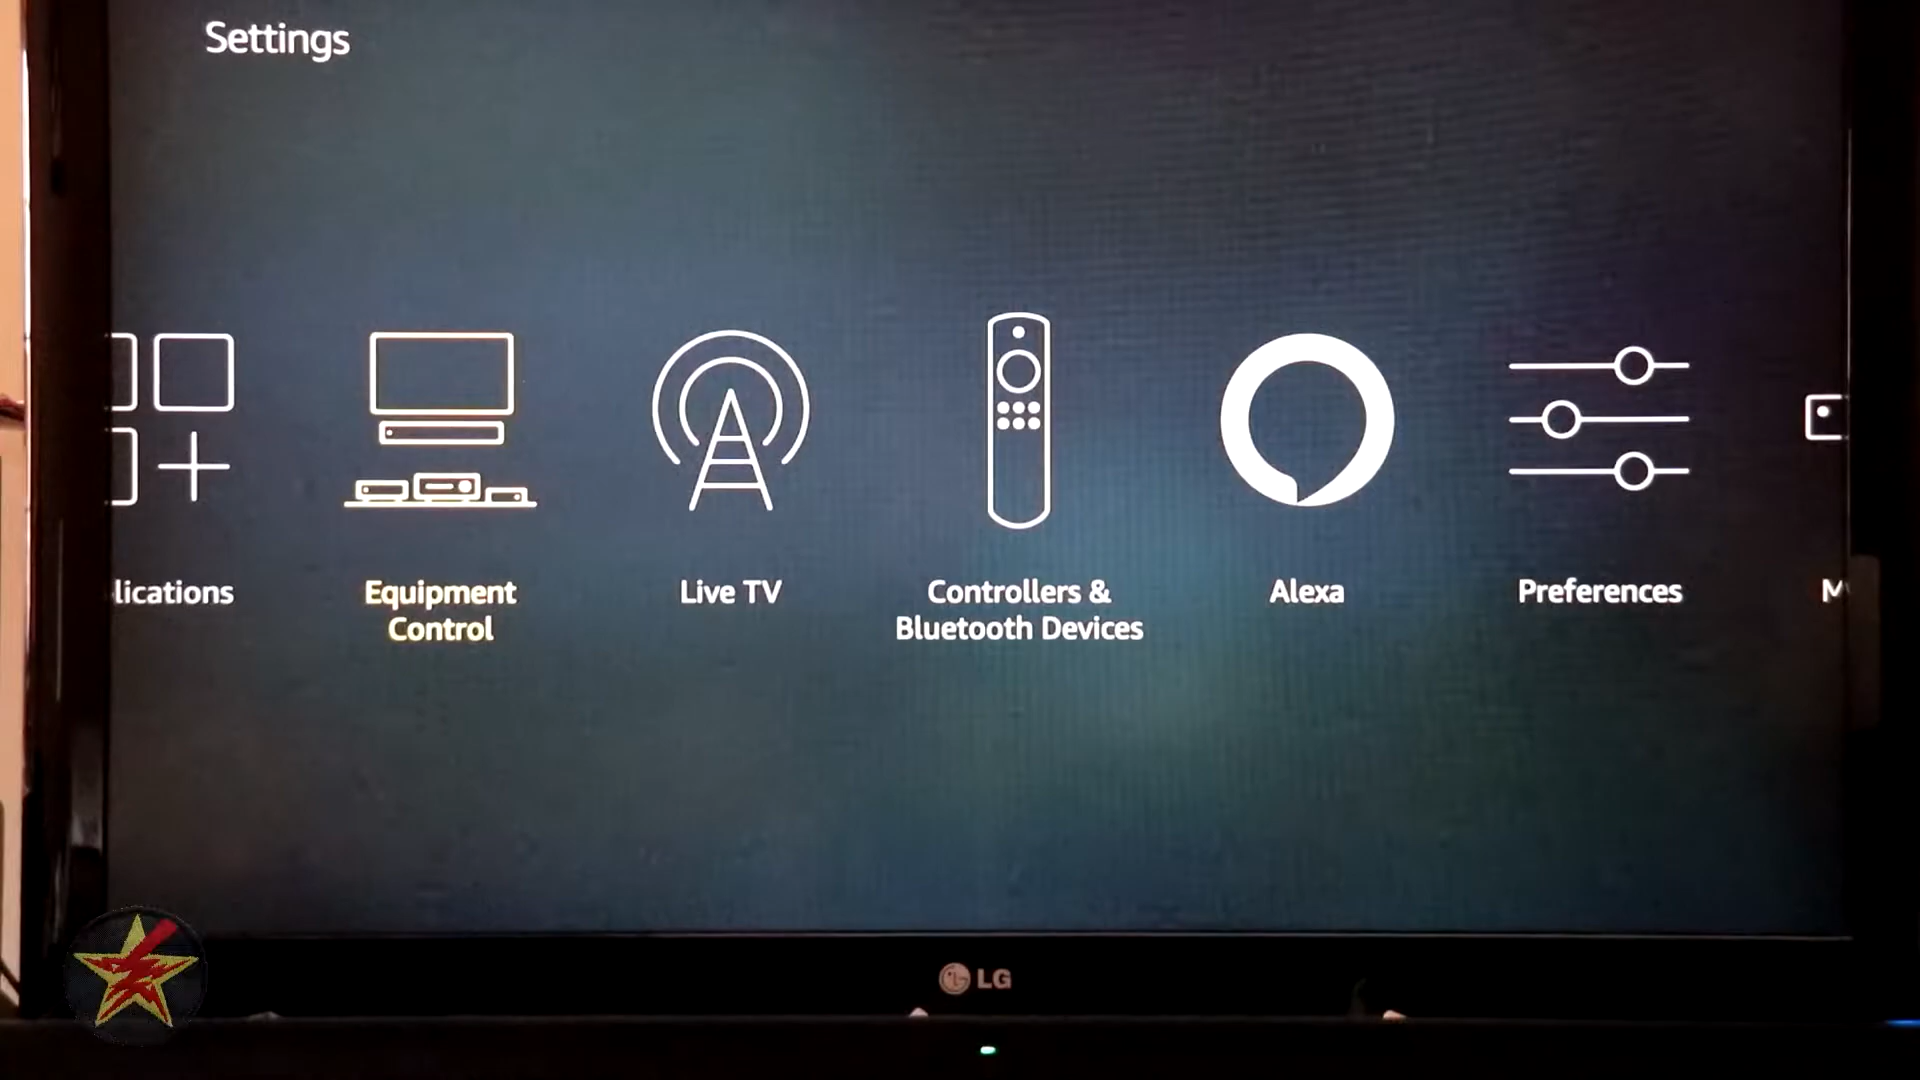 Settings
lications
Equipment
Control
Live TV
Controllers &
Bluetooth Devices
Alexa
Preferences
M
LG